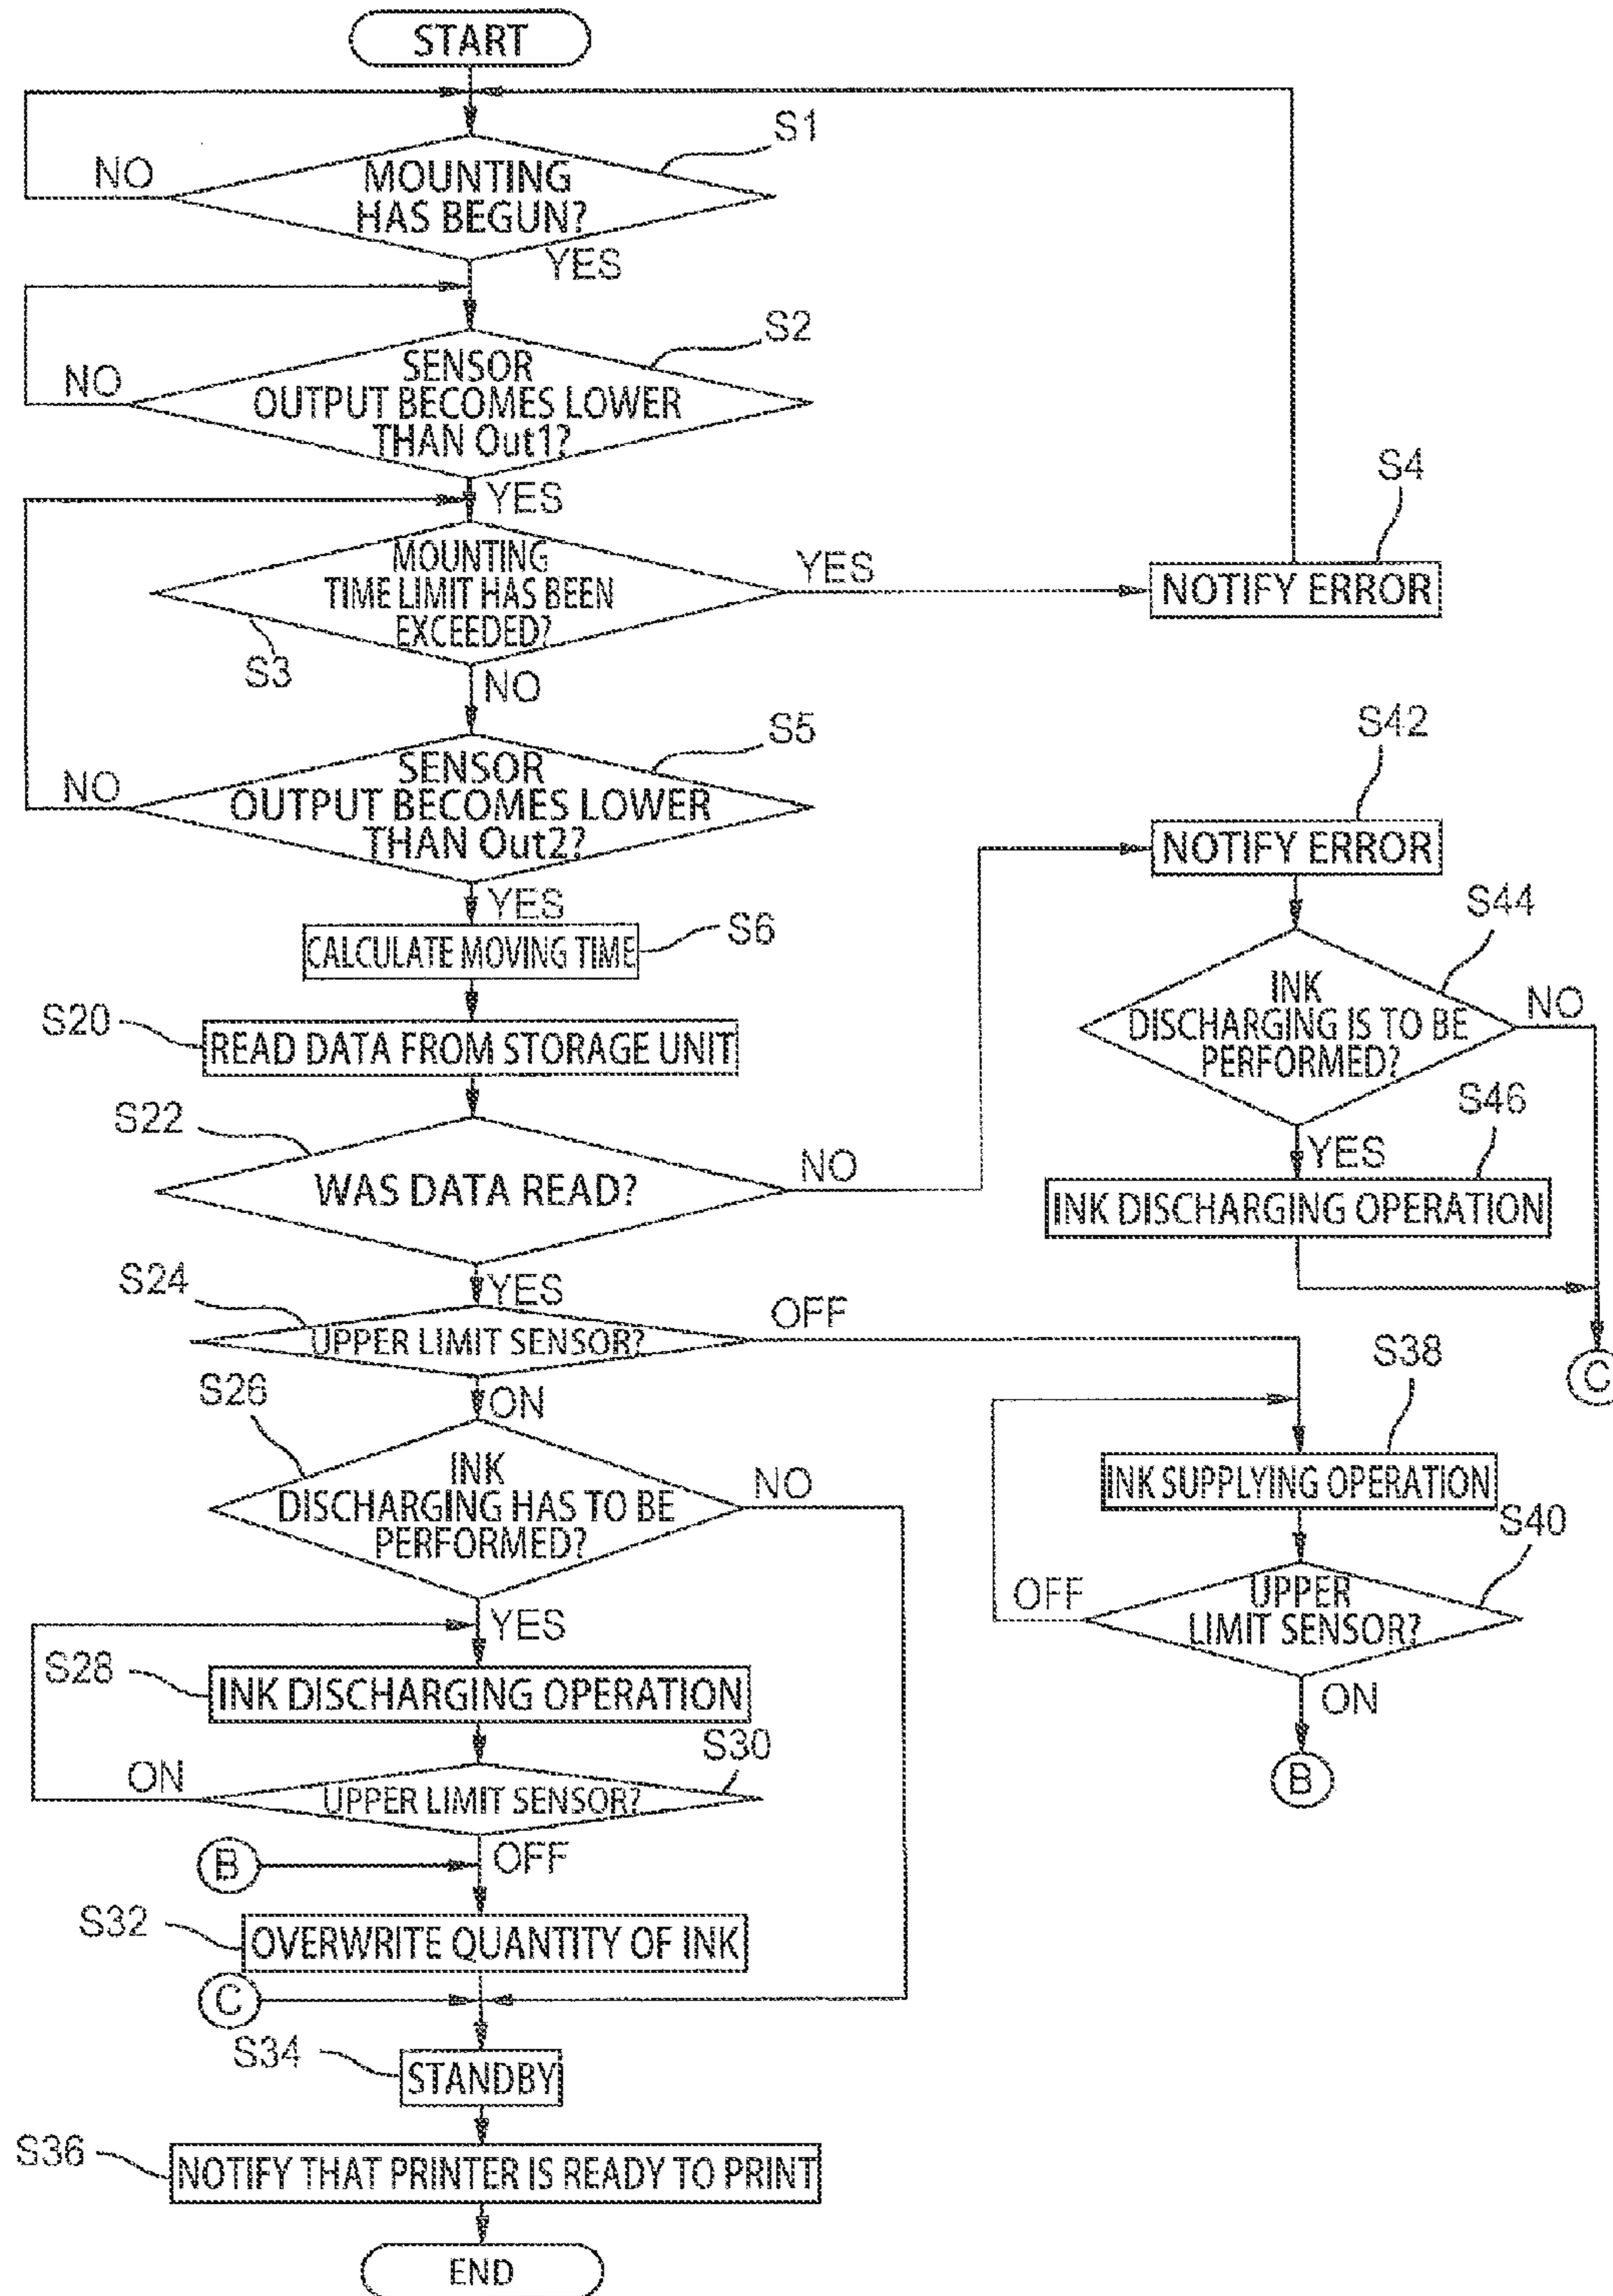 START
S1
NO
MOUNTING
HAS BEGUN?
YES
S2
NO
SENSOR
OUTPUT BECOMES LOWER
THAN Out1?
YES
S4
MOUNTING
TIME LIMIT HAS BEEN
EXCEEDED?
YES
NOTIFY ERROR
S3
NO
S5
NO
SENSOR
OUTPUT BECOMES LOWER
THAN Out2?
YES
S6
CALCULATE MOVING TIME
S20
READ DATA FROM STORAGE UNIT
S22
WAS DATA READ?
NO
S42
NOTIFY ERROR
S44
INK
DISCHARGING IS TO BE
PERFORMED?
NO
YES
S46
INK DISCHARGING OPERATION
C
YES
S24
UPPER LIMIT SENSOR?
OFF
S38
INK SUPPLYING OPERATION
S40
UPPER
LIMIT SENSOR?
OFF
ON
B
ON
S26
INK
DISCHARGING HAS TO BE
PERFORMED?
NO
YES
S28
INK DISCHARGING OPERATION
S30
ON
UPPER LIMIT SENSOR?
B
OFF
S32
OVERWRITE QUANTITY OF INK
C
S34
STANDBY
S36
NOTIFY THAT PRINTER IS READY TO PRINT
END